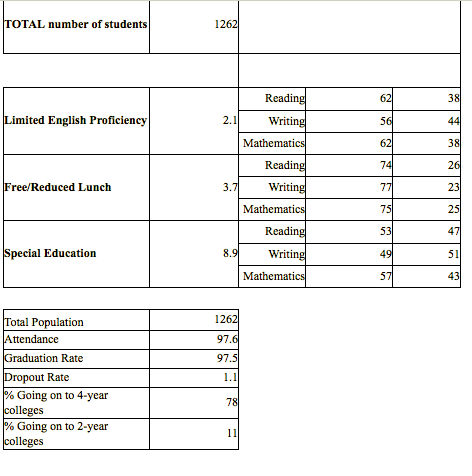 TOTAL number of students 1262
Reading 62 38
Limited English Proficiency 2.1 Writing 56 44
Mathematics 62 38
Reading 74 26
Free/Reduced Lunch 3.7 Writing 77 23
Mathematics 75 25
Reading 53 47
Special Education 8.9 Writing 49 51
Mathematics 57 43
Total Population 1262
Attendance 97.6
Graduation Rate 97.5
Dropout Rate 1.1
% Going on to 4-year
colleges 78
% Going on to 2-year
colleges 11